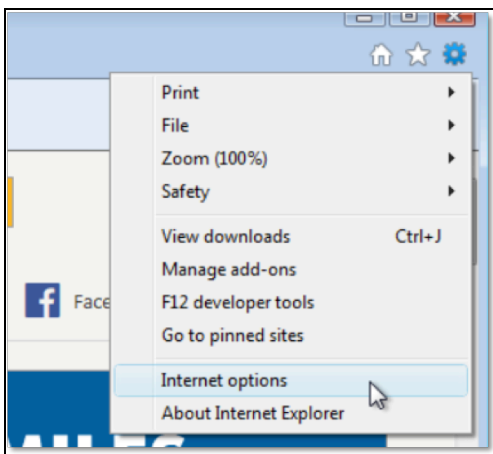 Print
File
Zoom (100%)
Safety
View downloads Ctrl+J
Manage add-ons
F12 developer tools
Go to pinned sites
f Face
Internet options
About Internet Explorer